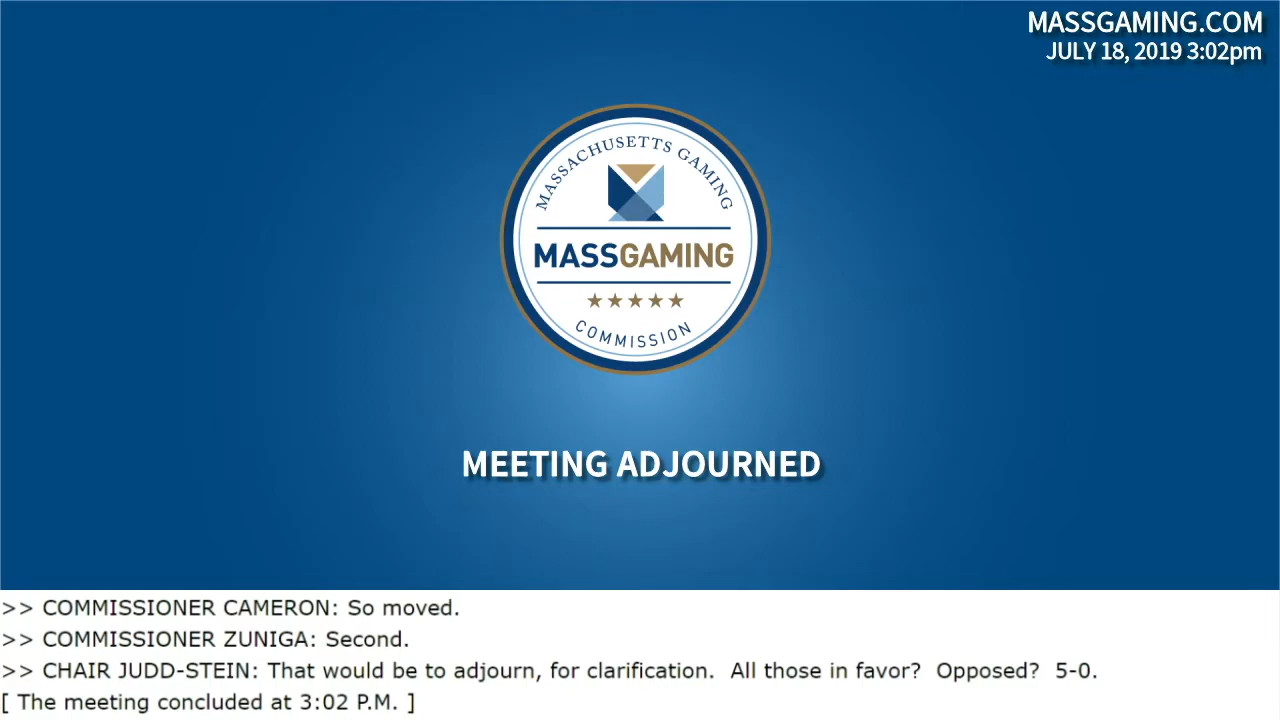 MASSGAMING.COM
JULY 18, 2019 3:02pm
MASSACHUSETTS GAMING
MASSGAMING
COMMISSION
MEETING ADJOURNED
>> COMMISSIONER CAMERON: So moved.
>> COMMISSIONER ZUNIGA: Second.
>> CHAIR JUDD-STEIN: That would be to adjourn, for clarification.  All those in favor?  Opposed?  5-0.
[ The meeting concluded at 3:02 P.M. ]